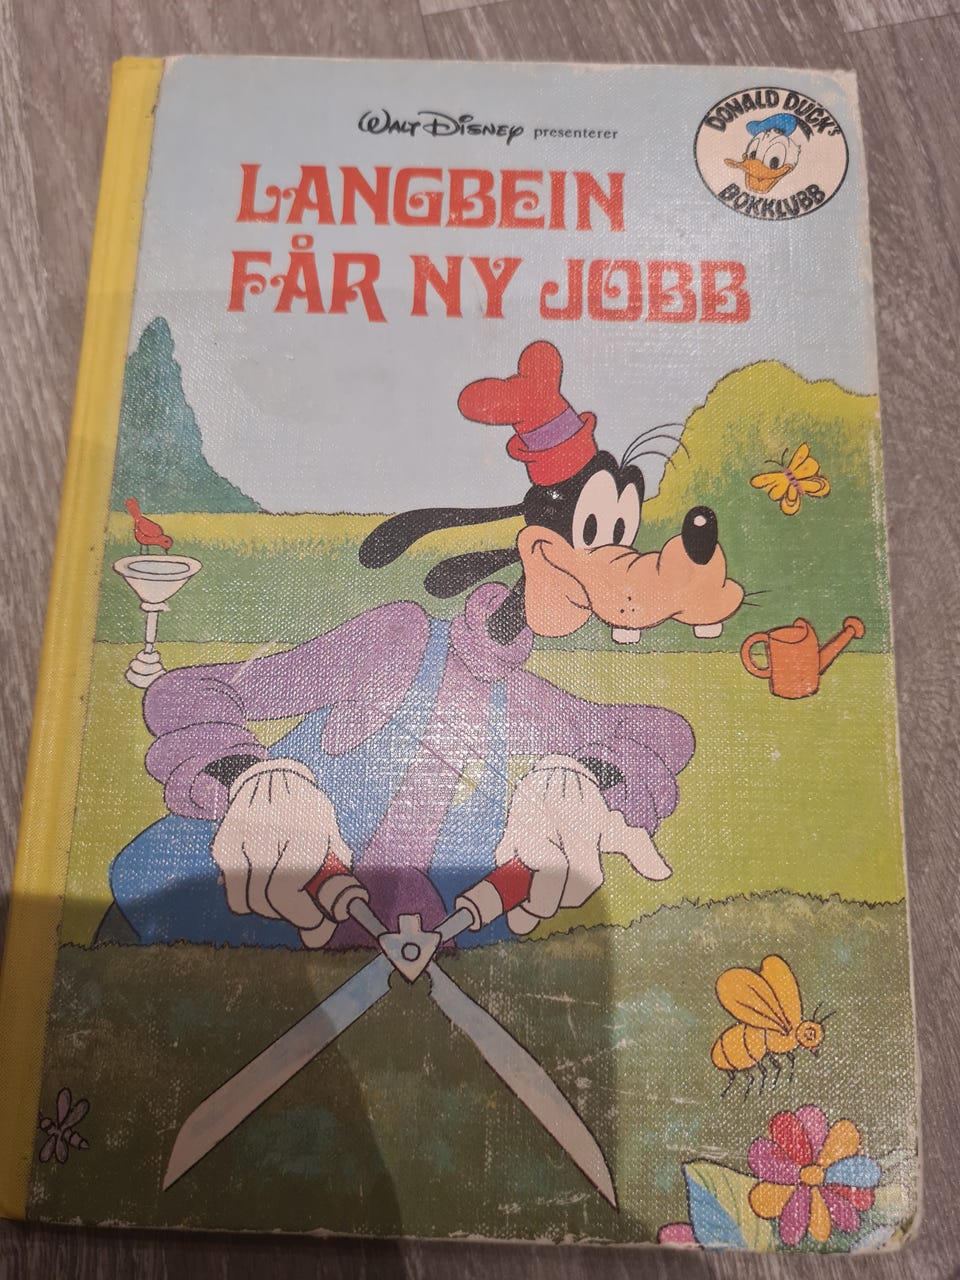 WALT DISNEY presenterer
DONALD DUCK's
BOKKLUBB
LANGBEIN
FÅR NY JOBB